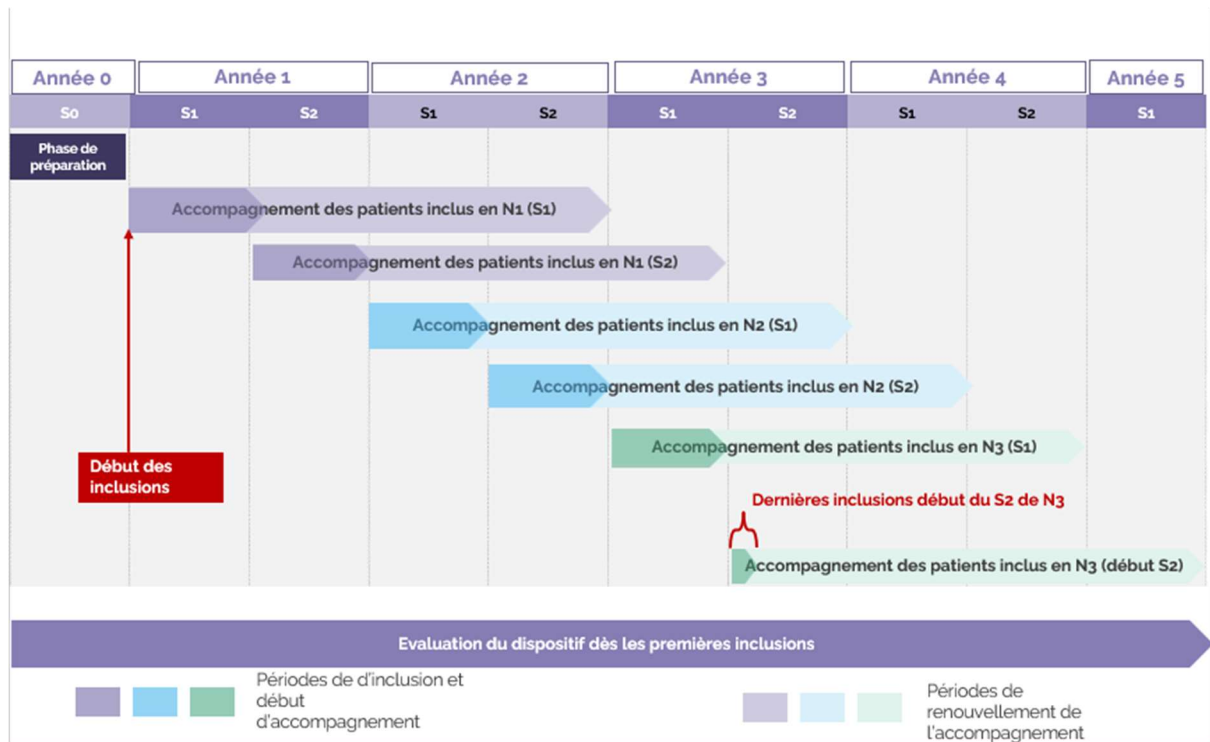 Année 0
Année 1
Année 2
Année 3
Année 4
Année 5
S0
S1
S2
S1
S2
S1
S2
S1
S2
S1
Phase de
préparation
Accompagnement des patients inclus en N1 (S1)
Accompagnement des patients inclus en N1 (S2)
Accompagnement des patients inclus en N2 (S1)
Accompagnement des patients inclus en N2 (S2)
Accompagnement des patients inclus en N3 (S1)
Début des
inclusions
Dernières inclusions début du S2 de N3
Accompagnement des patients inclus en N3 (début S2)
Evaluation du dispositif dès les premières inclusions
Périodes de d'inclusion et
début
d'accompagnement
Périodes de
renouvellement de
l'accompagnement